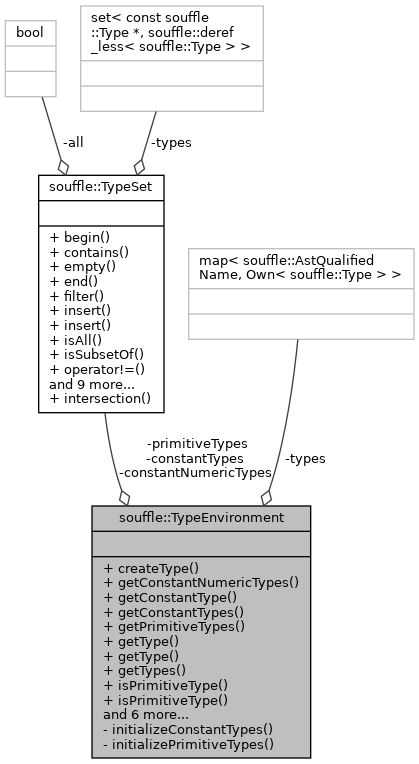 bool
set< const souffle
::Type *, souffle::deref
_less< souffle::Type > >
-all
-types
souffle::TypeSet
+ begin()
+ contains()
+ empty()
+ end()
+ filter()
+ insert()
+ insert()
+ isAll()
+ isSubsetOf()
+ operator!=()
and 9 more...
+ intersection()
map< souffle::AstQualified
Name, Own< souffle::Type > >
-primitiveTypes
-constantTypes
-constantNumericTypes
-types
souffle::TypeEnvironment
+ createType()
+ getConstantNumericTypes()
+ getConstantType()
+ getConstantTypes()
+ getPrimitiveTypes()
+ getType()
+ getType()
+ getTypes()
+ isPrimitiveType()
+ isPrimitiveType()
and 6 more...
- initializeConstantTypes()
- initializePrimitiveTypes()